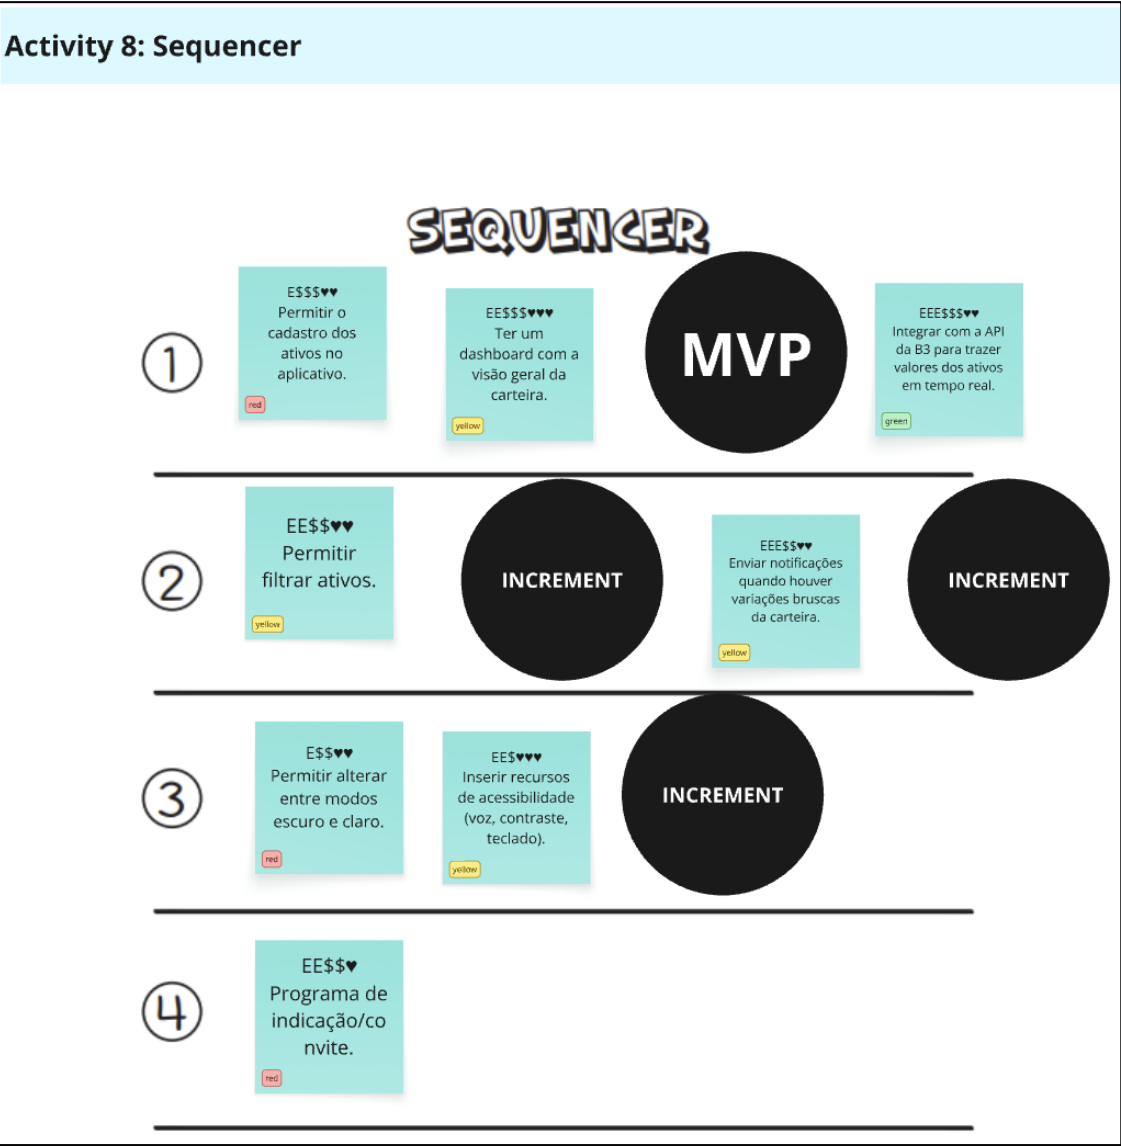 Activity 8: Sequencer
SEQUENCER
1
E$$$♥♥
Permitir o
cadastro dos
ativos no
aplicativo.
red
EE$$$♥♥♥
Ter um
dashboard com a
visão geral da
carteira.
yellow
MVP
EEE$$$♥♥
Integrar com a API
da B3 para trazer
valores dos ativos
em tempo real.
green
2
EE$$♥♥
Permitir
filtrar ativos.
yellow
INCREMENT
EEE$$♥♥
Enviar notificações
quando houver
variações bruscas
da carteira.
yellow
INCREMENT
3
E$$♥♥
Permitir alterar
entre modos
escuro e claro.
red
EE$♥♥♥
Inserir recursos
de acessibilidade
(voz, contraste,
teclado).
yellow
INCREMENT
4
EE$$♥
Programa de
indicação/co
nvite.
red